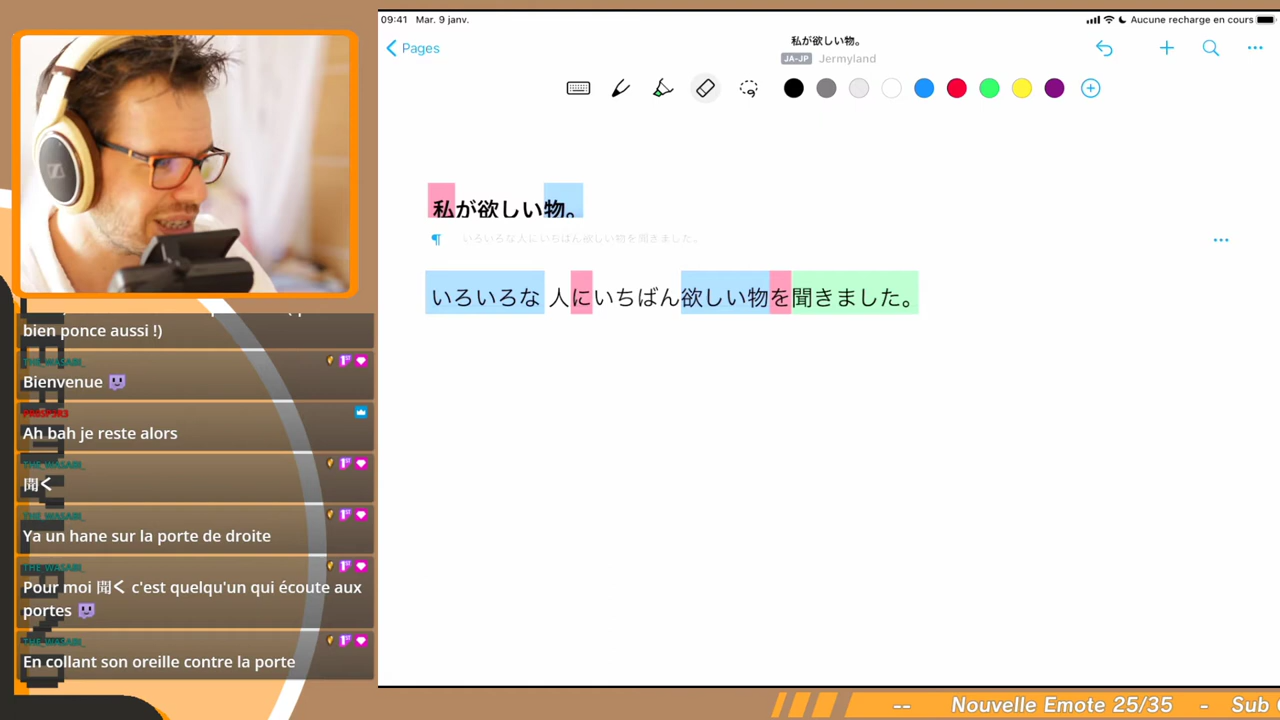 09:41 Mar. 9 janv.
Aucune recharge en cours
Pages
私が欲しい物。
JA-JP Jermyland
私が欲しい物。
いろいろな人にいちばん欲しい物を聞きました。
いろいろな 人にいちばん欲しい物を聞きました。
bien ponce aussi !)
THE_WASABI_
Bienvenue
Ah bah je reste alors
THE_WASABI_
聞く
THE_WASABI_
Ya un hane sur la porte de droite
THE_WASABI_
Pour moi 聞く c'est quelqu'un qui écoute aux
portes
THE_WASABI_
En collant son oreille contre la porte
-- Nouvelle Emote 25/35 - Sub